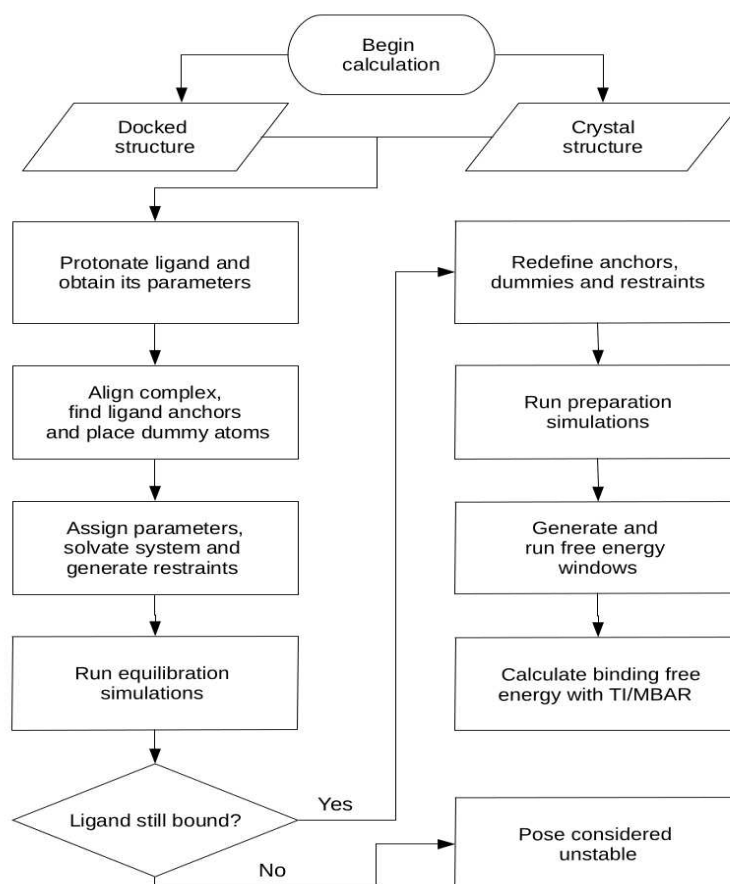 Begin
calculation
Docked
structure
Crystal
structure
Protonate ligand and
obtain its parameters
Align complex,
find ligand anchors
and place dummy atoms
Assign parameters,
solvate system and
generate restraints
Run equilibration
simulations
Ligand still bound?
Yes
No
Redefine anchors,
dummies and restraints
Run preparation
simulations
Generate and
run free energy
windows
Calculate binding free
energy with TI/MBAR
Pose considered
unstable